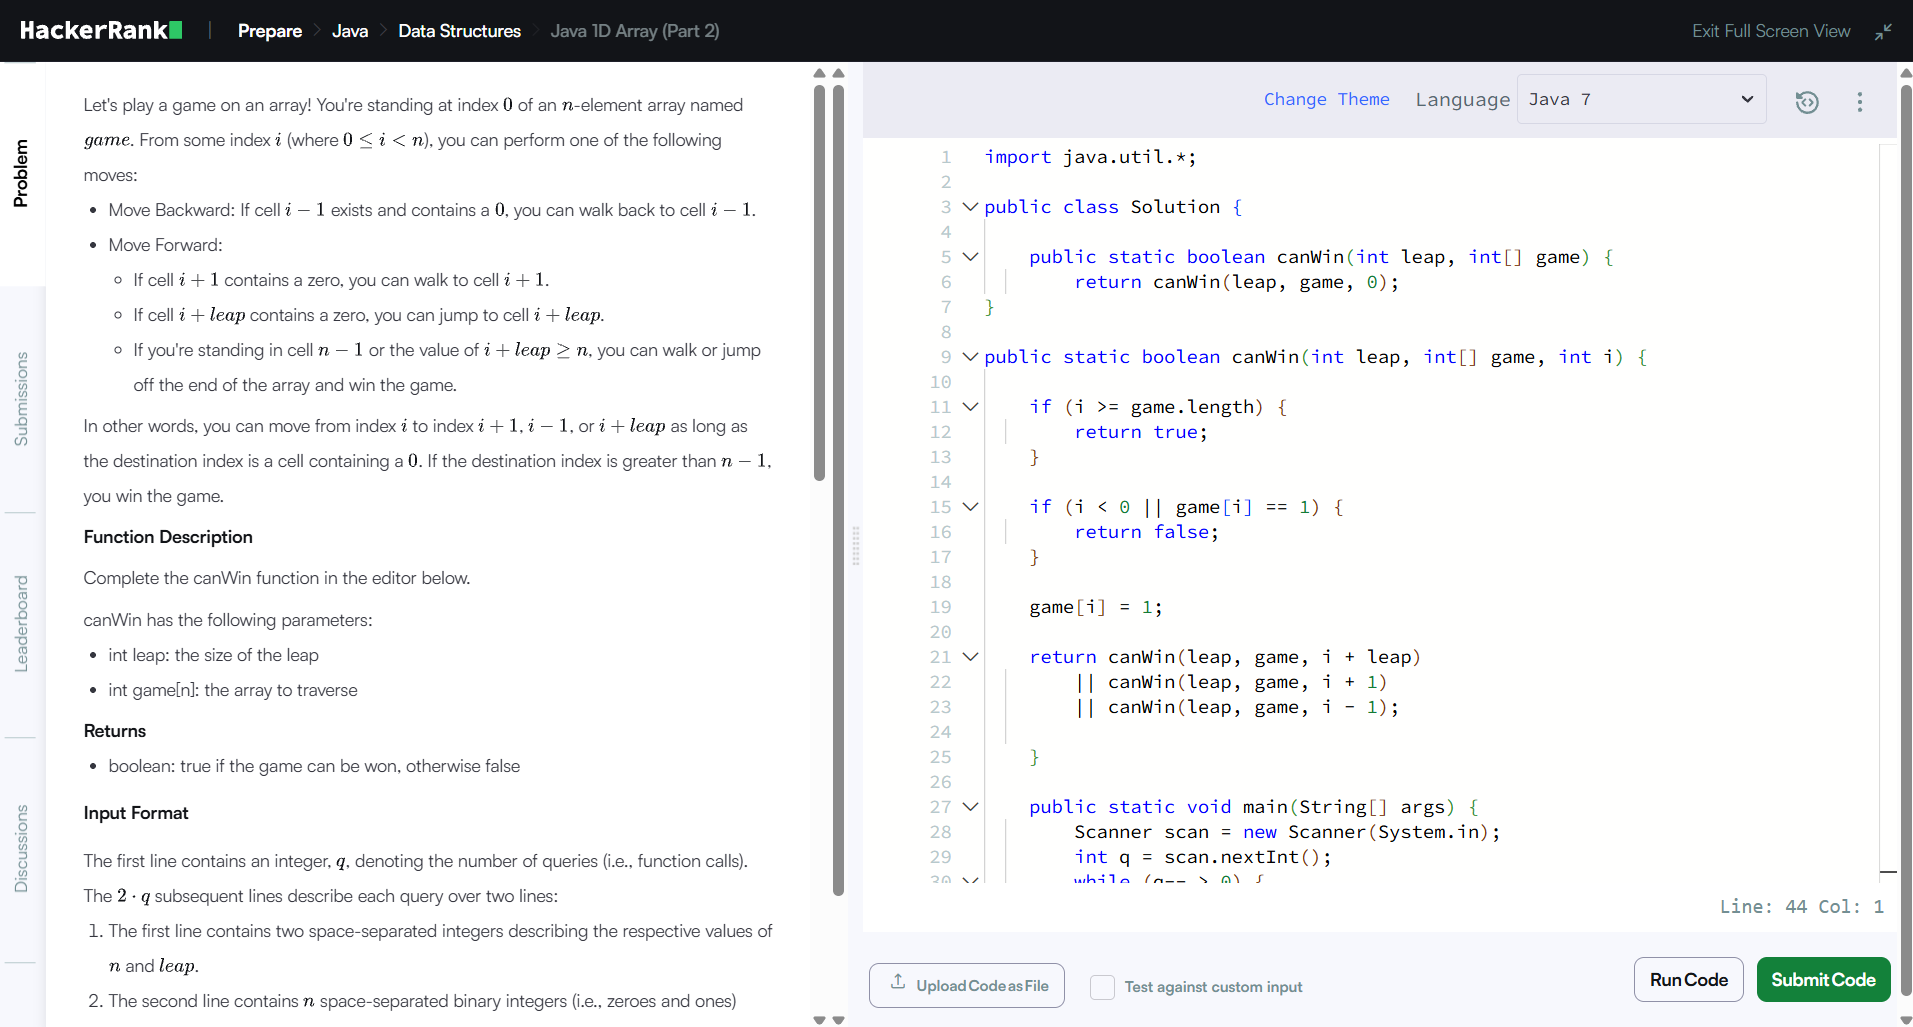 HackerRank
Prepare
Java
Data Structures
Java 1D Array (Part 2)
Exit Full Screen View
Problem
Submissions
Leaderboard
Discussions
Let's play a game on an array! You're standing at index 0 of an n-element array named
game. From some index i (where 0 ≤ i < n), you can perform one of the following
moves:
• Move Backward: If cell i − 1 exists and contains a 0, you can walk back to cell i − 1.
• Move Forward:
◦ If cell i + 1 contains a zero, you can walk to cell i + 1.
◦ If cell i + leap contains a zero, you can jump to cell i + leap.
◦ If you're standing in cell n − 1 or the value of i + leap ≥ n, you can walk or jump
off the end of the array and win the game.
In other words, you can move from index i to index i + 1, i − 1, or i + leap as long as
the destination index is a cell containing a 0. If the destination index is greater than n − 1,
you win the game.
Function Description
Complete the canWin function in the editor below.
canWin has the following parameters:
• int leap: the size of the leap
• int game[n]: the array to traverse
Returns
• boolean: true if the game can be won, otherwise false
Input Format
The first line contains an integer, q, denoting the number of queries (i.e., function calls).
The 2 · q subsequent lines describe each query over two lines:
1. The first line contains two space-separated integers describing the respective values of
n and leap.
2. The second line contains n space-separated binary integers (i.e., zeroes and ones)
Change Theme
Language
Java 7
1 import java.util.*;
2
3 public class Solution {
4
5     public static boolean canWin(int leap, int[] game) {
6         return canWin(leap, game, 0);
7 }
8
9 public static boolean canWin(int leap, int[] game, int i) {
10
11     if (i >= game.length) {
12         return true;
13     }
14
15     if (i < 0 || game[i] == 1) {
16         return false;
17     }
18
19     game[i] = 1;
20
21     return canWin(leap, game, i + leap)
22         || canWin(leap, game, i + 1)
23         || canWin(leap, game, i - 1);
24
25     }
26
27     public static void main(String[] args) {
28         Scanner scan = new Scanner(System.in);
29         int q = scan.nextInt();
30         while (q-- > 0) {
Line: 44 Col: 1
Upload Code as File
Test against custom input
Run Code
Submit Code